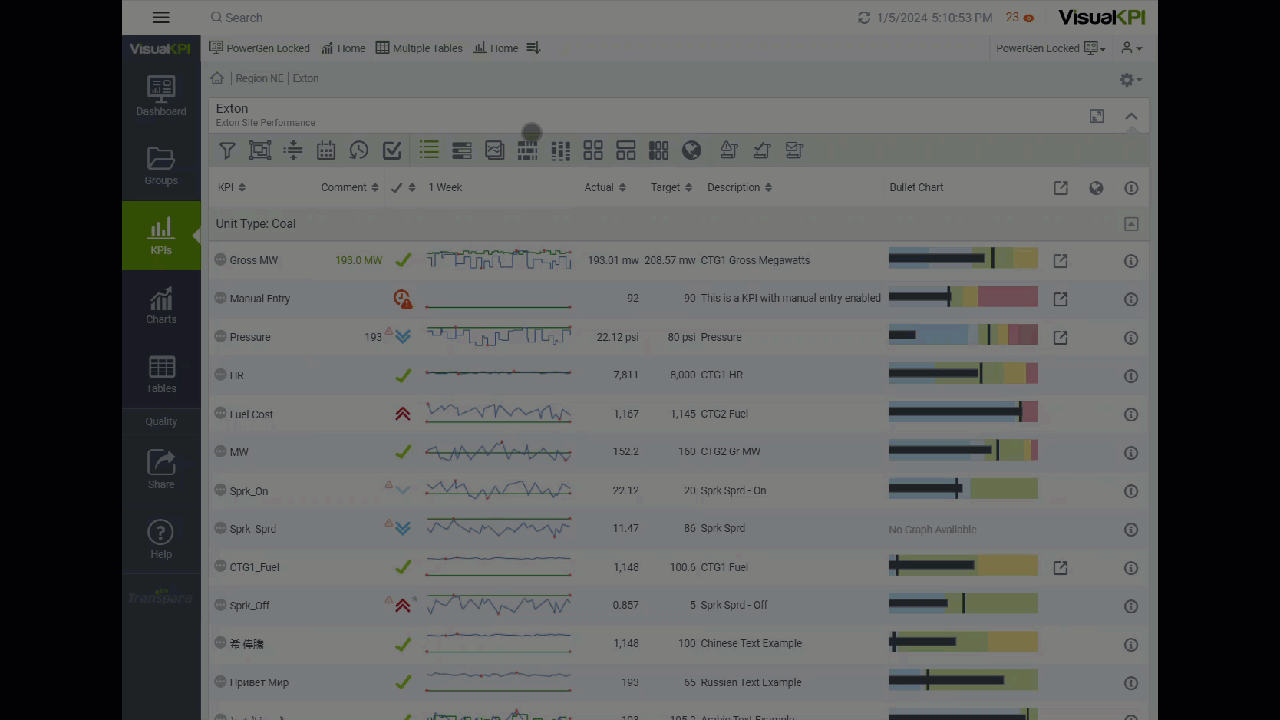 Search
1/5/2024 5:10:53 PM 23 VisualKPI
VisualKPI
PowerGen Locked Home Multiple Tables Home PowerGen Locked
Region NE | Exton
Dashboard
Groups
KPIs
Charts
Tables
Quality
Share
Help
Transpara
Exton
Exton Site Performance
KPI Comment 1 Week Actual Target Description Bullet Chart
Unit Type: Coal
Gross MW 193.0 MW 193.01 mw 208.57 mw CTG1 Gross Megawatts
Manual Entry 92 90 This is a KPI with manual entry enabled
Pressure 193 22.12 psi 80 psi Pressure
HR 7,811 8,000 CTG1 HR
Fuel Cost 1,167 1,145 CTG2 Fuel
MW 152.2 160 CTG2 Gr MW
Sprk_On 22.12 20 Sprk Sprd - On
Sprk_Sprd 11.47 86 Sprk Sprd No Graph Available
CTG1_Fuel 1,148 100.6 CTG1 Fuel
Sprk_Off 0.857 5 Sprk Sprd - Off
1,148 100 Chinese Text Example
Привет Мир 193 65 Russian Text Example